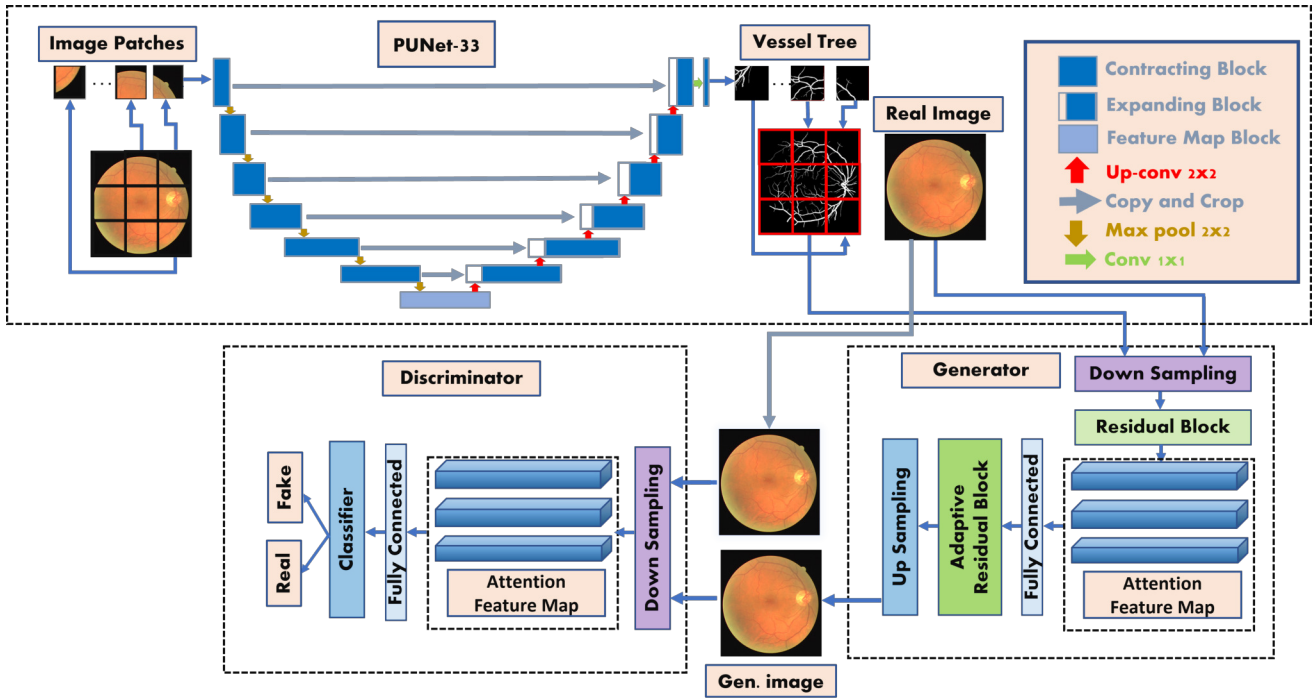 Image Patches
PUNet-33
Vessel Tree
Real Image
Contracting Block
Expanding Block
Feature Map Block
Up-conv 2x2
Copy and Crop
Max pool 2x2
Conv 1x1
Discriminator
Fake
Real
Classifier
Fully Connected
Attention
Feature Map
Down Sampling
Gen. image
Generator
Down Sampling
Residual Block
Up Sampling
Adaptive
Residual Block
Fully Connected
Attention
Feature Map